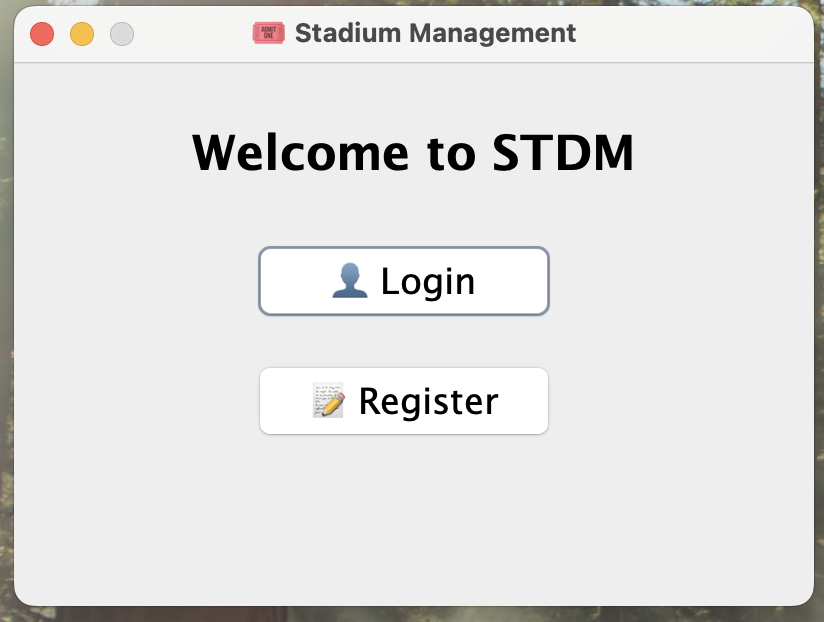 🎟️ Stadium Management
Welcome to STDM
👤 Login
📝 Register